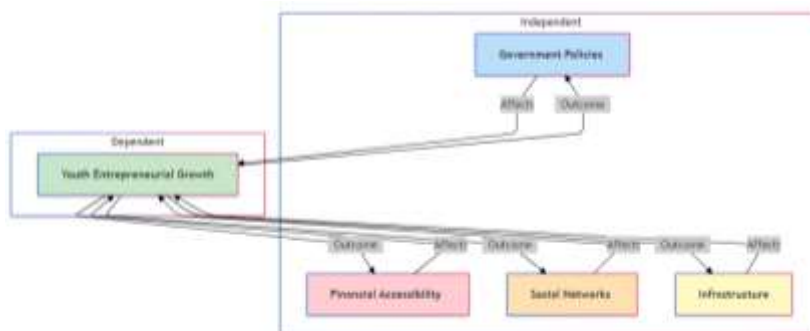 Independent
Government Policies
Affects
Outcome
Dependent
Youth Entrepreneurial Growth
Outcome
Affects
Outcome
Affects
Outcome
Affects
Financial Accessibility
Social Networks
Infrastructure